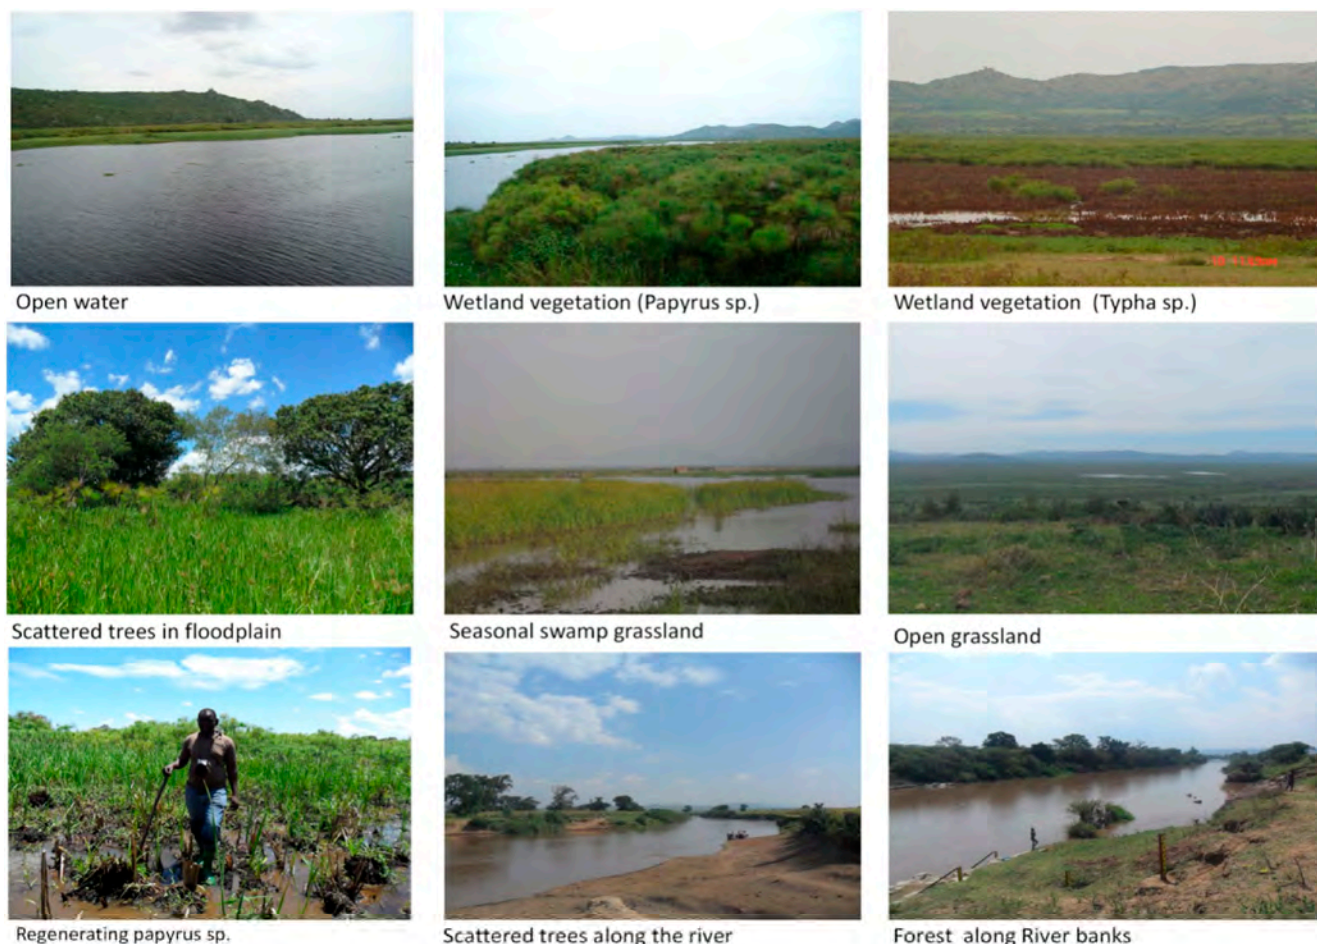 Open water
Wetland vegetation (Papyrus sp.)
Wetland vegetation (Typha sp.)
Scattered trees in floodplain
Seasonal swamp grassland
Open grassland
Regenerating papyrus sp.
Scattered trees along the river
Forest along River banks